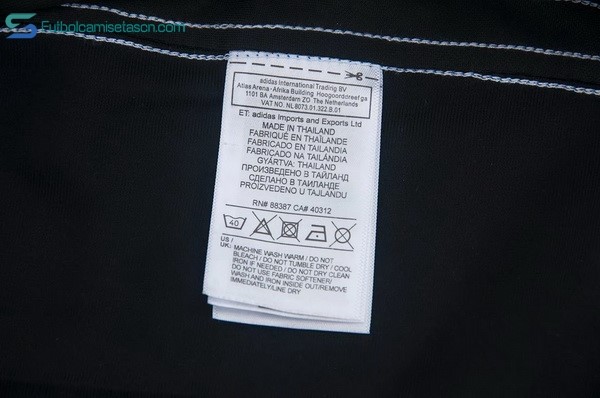 Futbolcamisetascn.com
adidas International Trading BV
Atlas Arena - Afrika Building Hoogoordoreef ga
1101 BA Amsterdam ZO The Netherlands
VAT NO. NL 8073.01.322.B.01
ET: adidas Imports and Exports Ltd
MADE IN THAILAND
FABRIQUÉ EN THAÏLANDE
FABRICADO EN TAILANDIA
FABRICADO NA TAILÂNDIA
GYÁRTVA: THAILAND
ПРОИЗВЕДЕНО В ТАЙЛАНД
СДЕЛАНО В ТАИЛАНДЕ
PROIZVEDENO U TAJLANDU
RN# 88387 CA# 40312
40
US /
UK: MACHINE WASH WARM / DO NOT
BLEACH / DO NOT TUMBLE DRY / COOL
IRON IF NEEDED / DO NOT DRY CLEAN
DO NOT USE FABRIC SOFTENER/
WASH AND IRON INSIDE OUT/REMOVE
IMMEDIATELY/LINE DRY